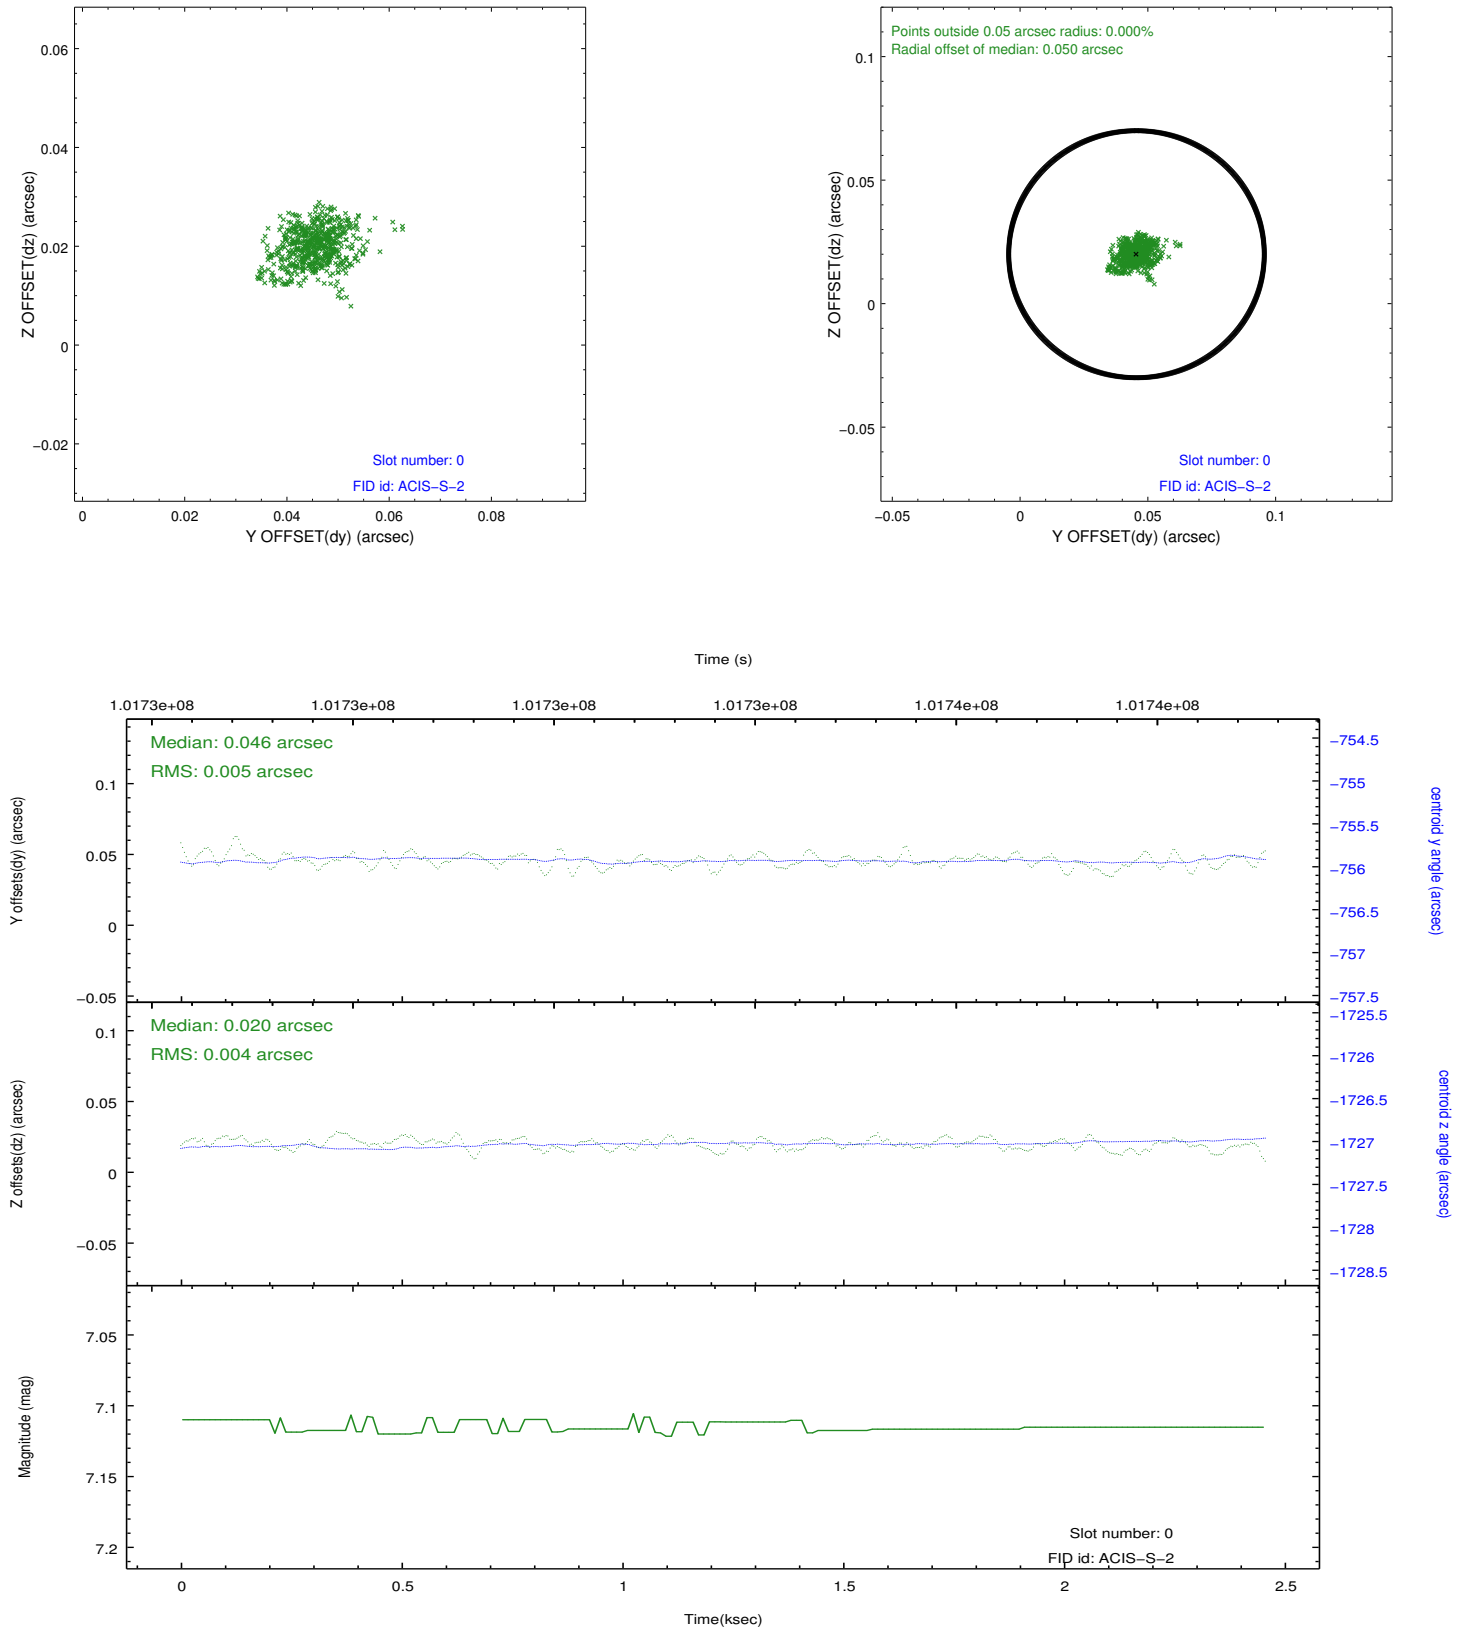 0.06
0.04
0.02
0
−0.02
Z OFFSET(dz) (arcsec)
Slot number: 0
FID id: ACIS−S−2
0 0.02 0.04 0.06 0.08
Y OFFSET(dy) (arcsec)
Points outside 0.05 arcsec radius: 0.000%
Radial offset of median: 0.050 arcsec
0.1
0.05
0
−0.05
Z OFFSET(dz) (arcsec)
Slot number: 0
FID id: ACIS−S−2
−0.05 0 0.05 0.1
Y OFFSET(dy) (arcsec)
Time (s)
1.0173e+08 1.0173e+08 1.0173e+08 1.0173e+08 1.0174e+08 1.0174e+08
Median: 0.046 arcsec
RMS: 0.005 arcsec
0.1
0.05
0
−0.05
Y offsets(dy) (arcsec)
−754.5
−755
−755.5
−756
−756.5
−757
−757.5
centroid y angle (arcsec)
Median: 0.020 arcsec
RMS: 0.004 arcsec
0.1
0.05
0
−0.05
Z offsets(dz) (arcsec)
−1725.5
−1726
−1726.5
−1727
−1727.5
−1728
−1728.5
centroid z angle (arcsec)
7.05
7.1
7.15
7.2
Magnitude (mag)
Slot number: 0
FID id: ACIS−S−2
0 0.5 1 1.5 2 2.5
Time(ksec)